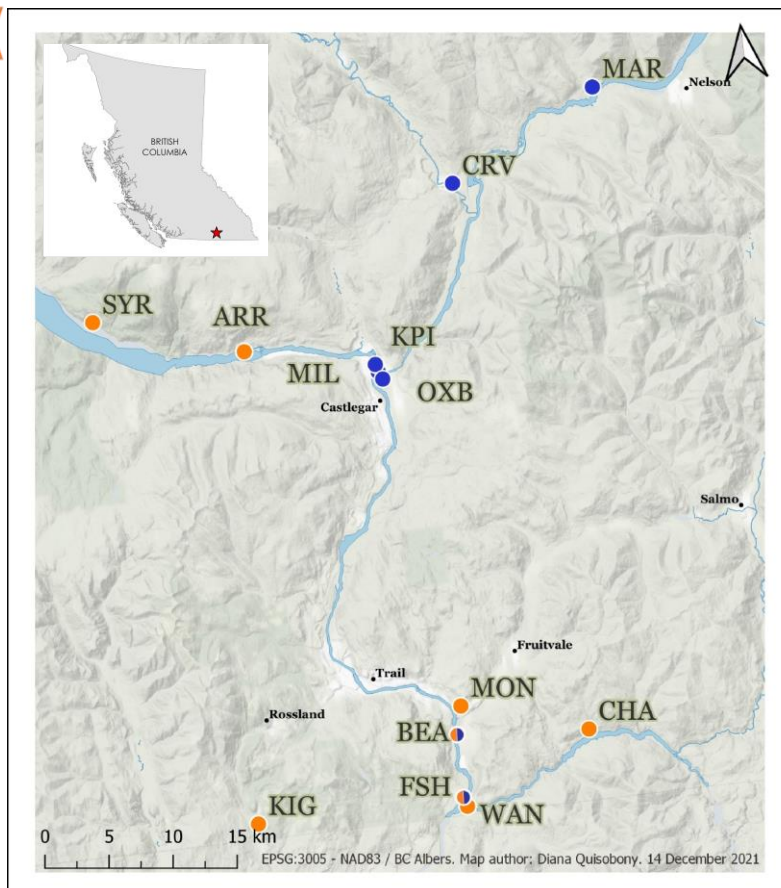 MAR
Nelson
BRITISH
COLUMBIA
CRV
SYR
ARR
KPI
MIL
OXB
Castlegar
Salmo
Fruitvale
Trail
MON
Rossland
CHA
BEA
FSH
WAN
KIG
0 5 10 15 km
EPSG:3005 - NAD83 / BC Albers. Map author: Diana Quisobony. 14 December 2021